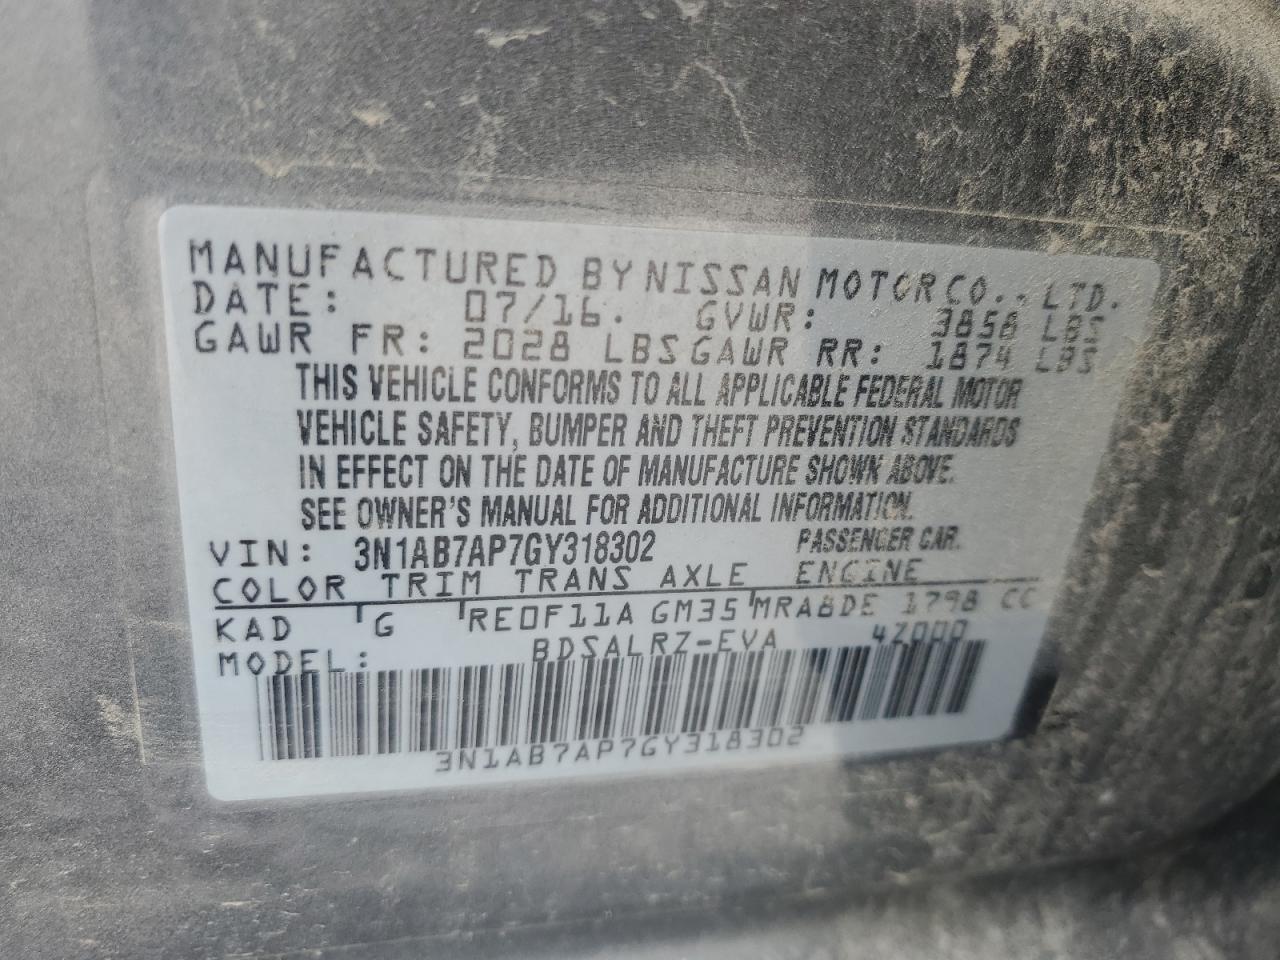 MANUFACTURED BY NISSAN MOTOR CO., LTD.
DATE: 07/16. GVWR: 3858 LBS
GAWR FR: 2028 LBS GAWR RR: 1874 LBS
THIS VEHICLE CONFORMS TO ALL APPLICABLE FEDERAL MOTOR
VEHICLE SAFETY, BUMPER AND THEFT PREVENTION STANDARDS
IN EFFECT ON THE DATE OF MANUFACTURE SHOWN ABOVE.
SEE OWNER'S MANUAL FOR ADDITIONAL INFORMATION.
VIN: 3N1AB7AP7GY318302 PASSENGER CAR.
COLOR TRIM TRANS AXLE ENGINE
KAD G RE0F11A GM35 MRA8DE 1798 CC
MODEL: BDSALRZ-EVA 4Z000
3N1AB7AP7GY318302